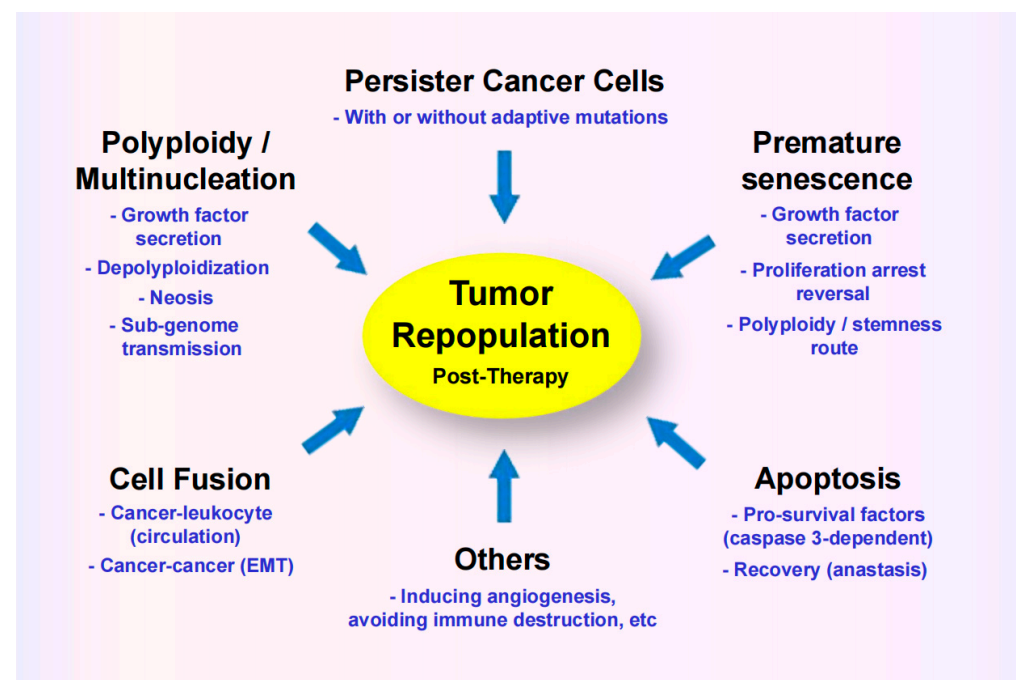 Persister Cancer Cells
- With or without adaptive mutations
Polyploidy /
Multinucleation
- Growth factor
secretion
- Depolyploidization
- Neosis
- Sub-genome
transmission
Premature
senescence
- Growth factor
secretion
- Proliferation arrest
reversal
- Polyploidy / stemness
route
Tumor
Repopulation
Post-Therapy
Cell Fusion
- Cancer-leukocyte
(circulation)
- Cancer-cancer (EMT)
Others
- Inducing angiogenesis,
avoiding immune destruction, etc
Apoptosis
- Pro-survival factors
(caspase 3-dependent)
- Recovery (anastasis)